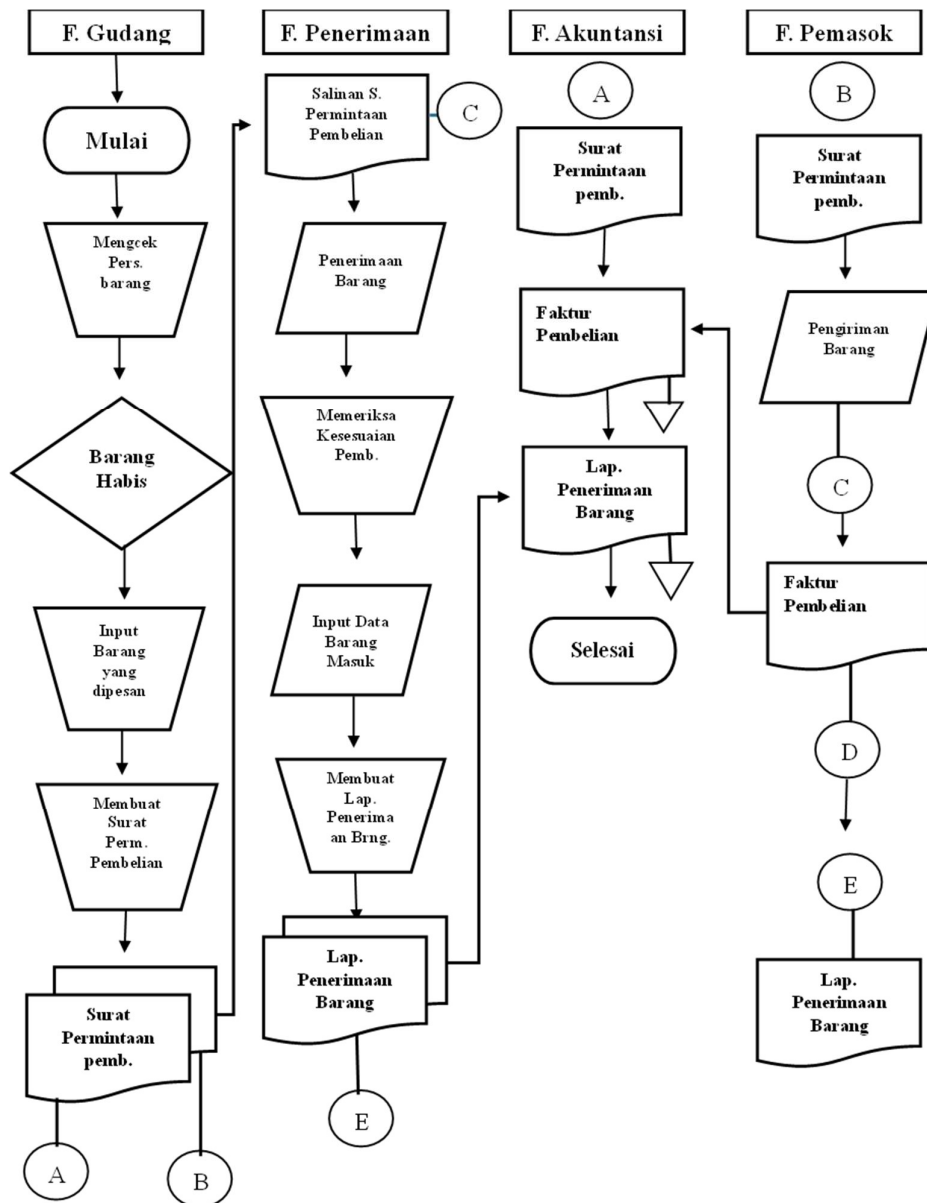 F. Gudang
Mulai
Mengcek
Pers.
barang
Barang
Habis
Input
Barang
yang
dipesan
Membuat
Surat
Perm.
Pembelian
Surat
Permintaan
pemb.
A
B
F. Penerimaan
Salinan S.
Permintaan
Pembelian
C
Penerimaan
Barang
Memeriksa
Kesesuaian
Pemb.
Input Data
Barang
Masuk
Membuat
Lap.
Penerima
an Brng.
Lap.
Penerimaan
Barang
E
F. Akuntansi
A
Surat
Permintaan
pemb.
Faktur
Pembelian
Lap.
Penerimaan
Barang
Selesai
F. Pemasok
B
Surat
Permintaan
pemb.
Pengiriman
Barang
C
Faktur
Pembelian
D
E
Lap.
Penerimaan
Barang